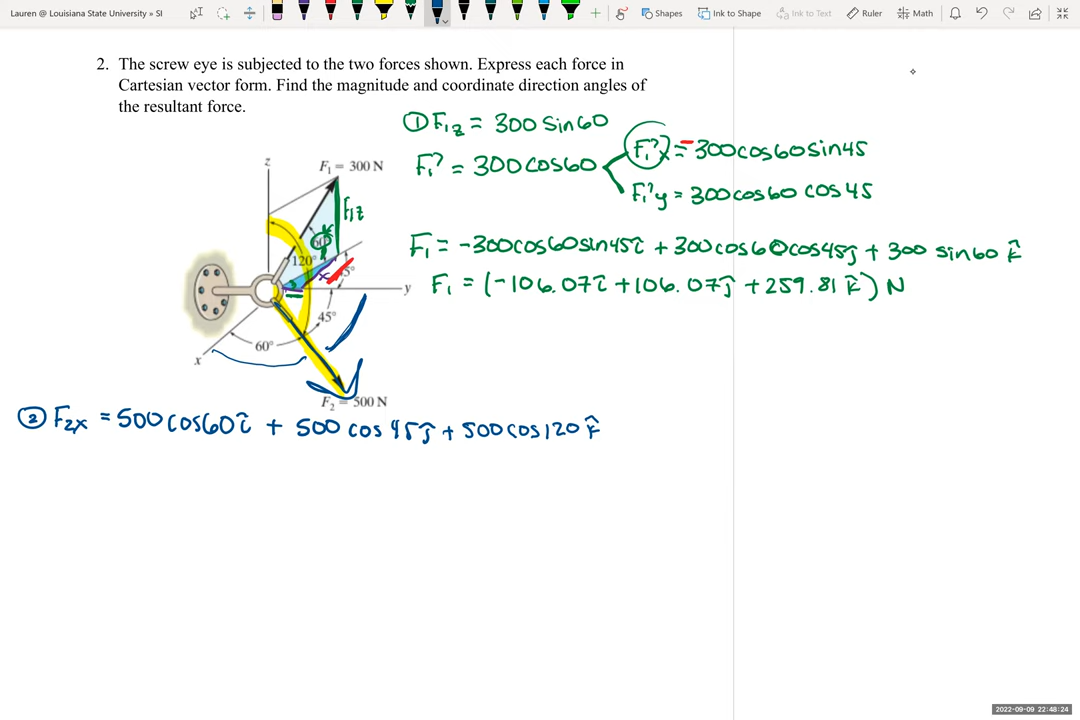 Lauren @ Louisiana State University » SI
Shapes
Ink to Shape
Ink to Text
Ruler
Math
2. The screw eye is subjected to the two forces shown. Express each force in
Cartesian vector form. Find the magnitude and coordinate direction angles of
the resultant force.
① F1z = 300 sin60
F1' = 300cos60
F1'x = -300cos60sin45
F1'y = 300cos60 cos45
z
F1 = 300 N
F1z
60°
120°
y
45°
60°
x
F2 = 500 N
F1 = -300cos60sin45î + 300cos60cos45ĵ + 300 sin60 k̂
F1 = (-106.07î + 106.07ĵ + 259.81 k̂) N
② F2x = 500cos60î + 500 cos 45ĵ + 500cos120 k̂
2022-09-09 22:48:24